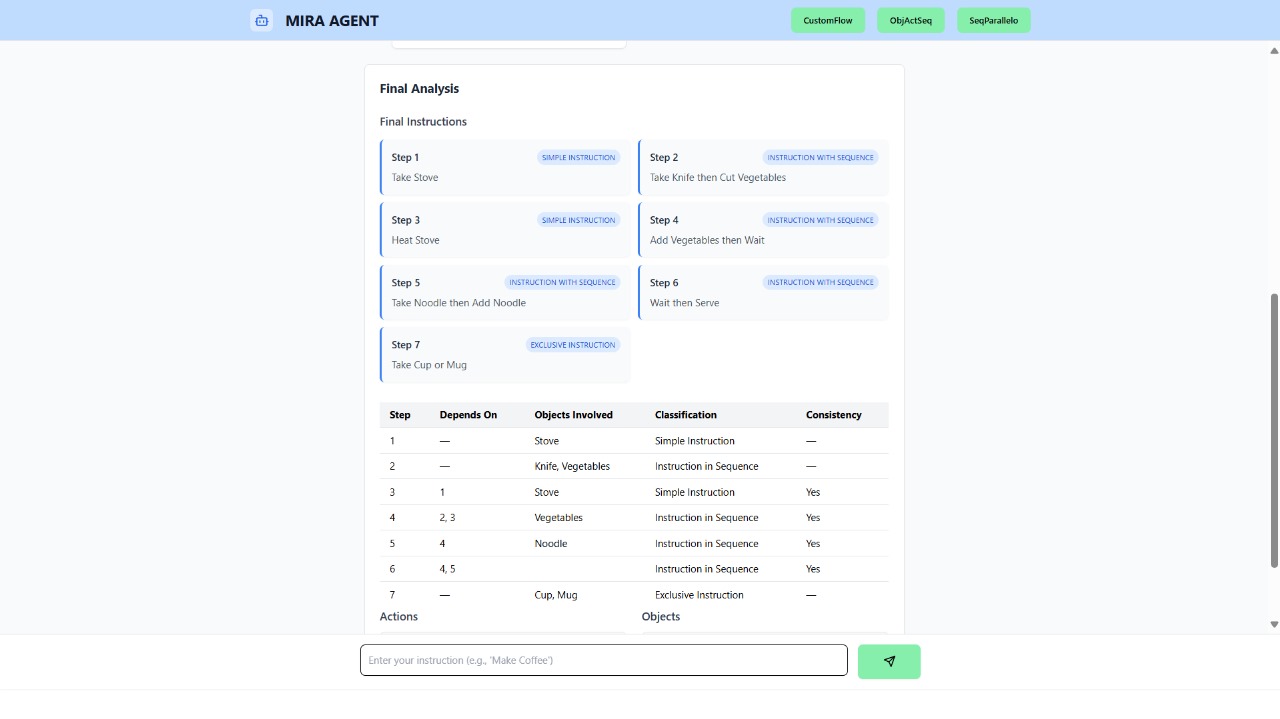 MIRA AGENT
CustomFlow ObjActSeq SeqParallelo
Final Analysis
Final Instructions
Step 1 SIMPLE INSTRUCTION
Take Stove
Step 2 INSTRUCTION WITH SEQUENCE
Take Knife then Cut Vegetables
Step 3 SIMPLE INSTRUCTION
Heat Stove
Step 4 INSTRUCTION WITH SEQUENCE
Add Vegetables then Wait
Step 5 INSTRUCTION WITH SEQUENCE
Take Noodle then Add Noodle
Step 6 INSTRUCTION WITH SEQUENCE
Wait then Serve
Step 7 EXCLUSIVE INSTRUCTION
Take Cup or Mug
Step Depends On Objects Involved Classification Consistency
1 — Stove Simple Instruction —
2 — Knife, Vegetables Instruction in Sequence —
3 1 Stove Simple Instruction Yes
4 2, 3 Vegetables Instruction in Sequence Yes
5 4 Noodle Instruction in Sequence Yes
6 4, 5 Instruction in Sequence Yes
7 — Cup, Mug Exclusive Instruction —
Actions Objects
Enter your instruction (e.g., 'Make Coffee')